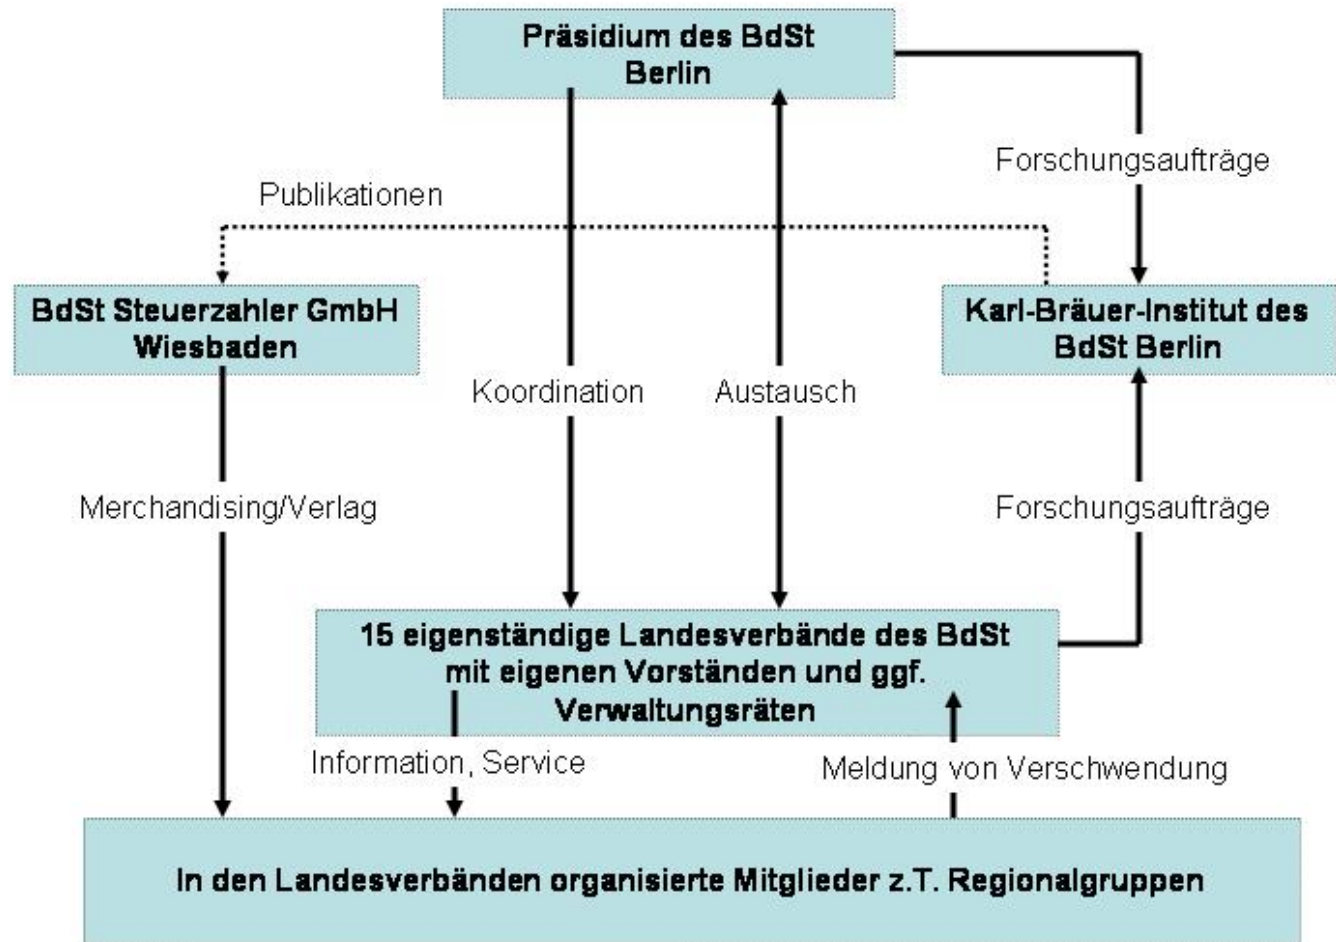 Präsidium des BdSt
Berlin
Forschungsaufträge
Publikationen
BdSt Steuerzahler GmbH
Wiesbaden
Karl-Bräuer-Institut des
BdSt Berlin
Koordination
Austausch
Merchandising/Verlag
Forschungsaufträge
15 eigenständige Landesverbände des BdSt
mit eigenen Vorständen und ggf.
Verwaltungsräten
Information, Service
Meldung von Verschwendung
In den Landesverbänden organisierte Mitglieder z.T. Regionalgruppen